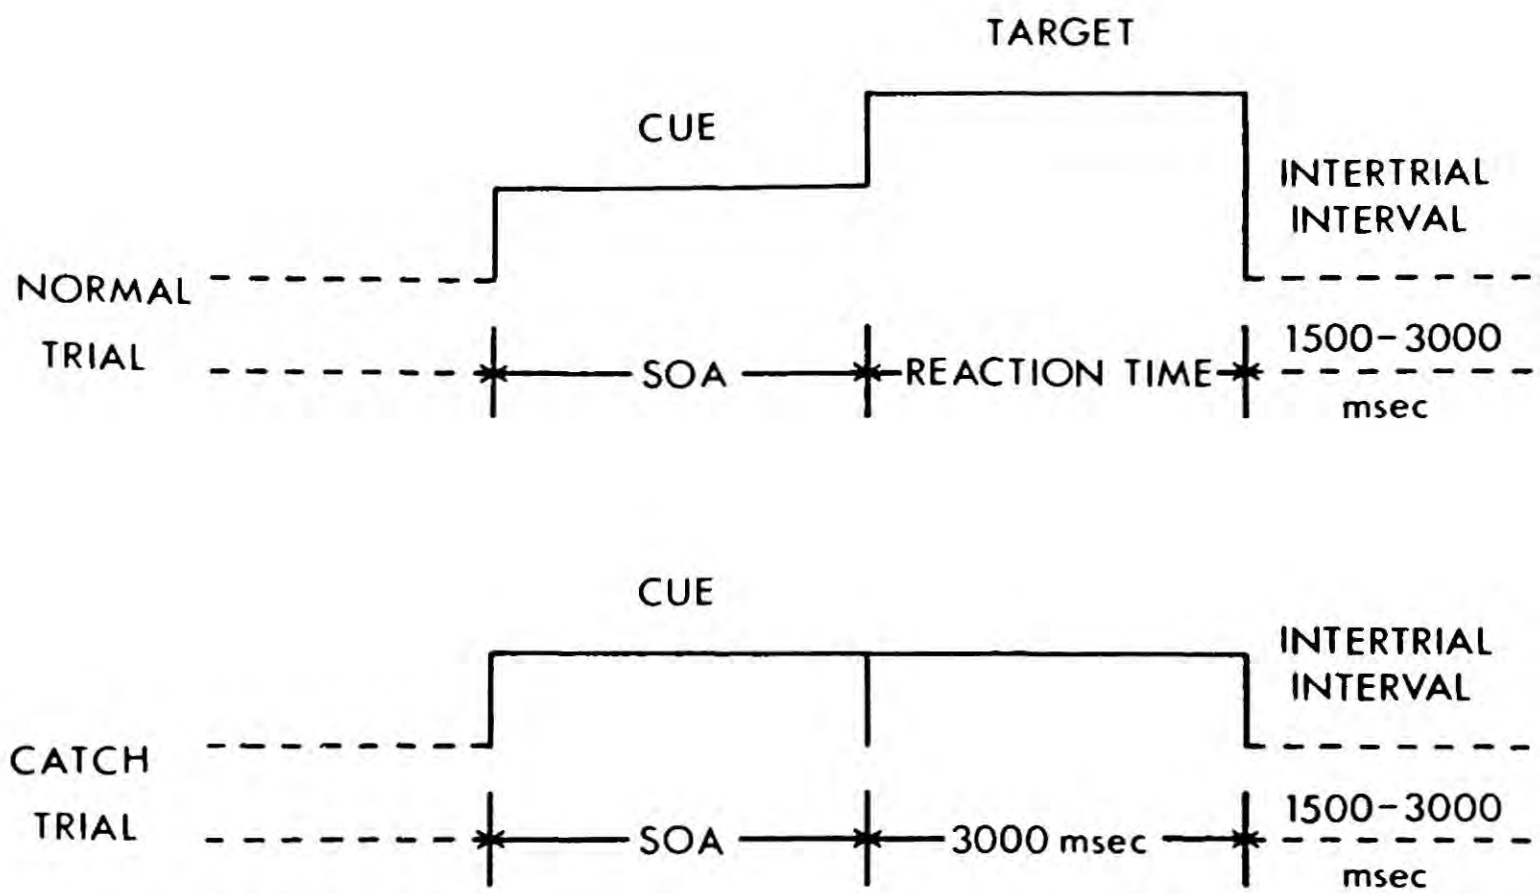 TARGET
CUE
INTERTRIAL
INTERVAL
NORMAL
TRIAL
SOA
REACTION TIME
1500-3000
msec
CUE
INTERTRIAL
INTERVAL
CATCH
TRIAL
SOA
3000 msec
1500-3000
msec